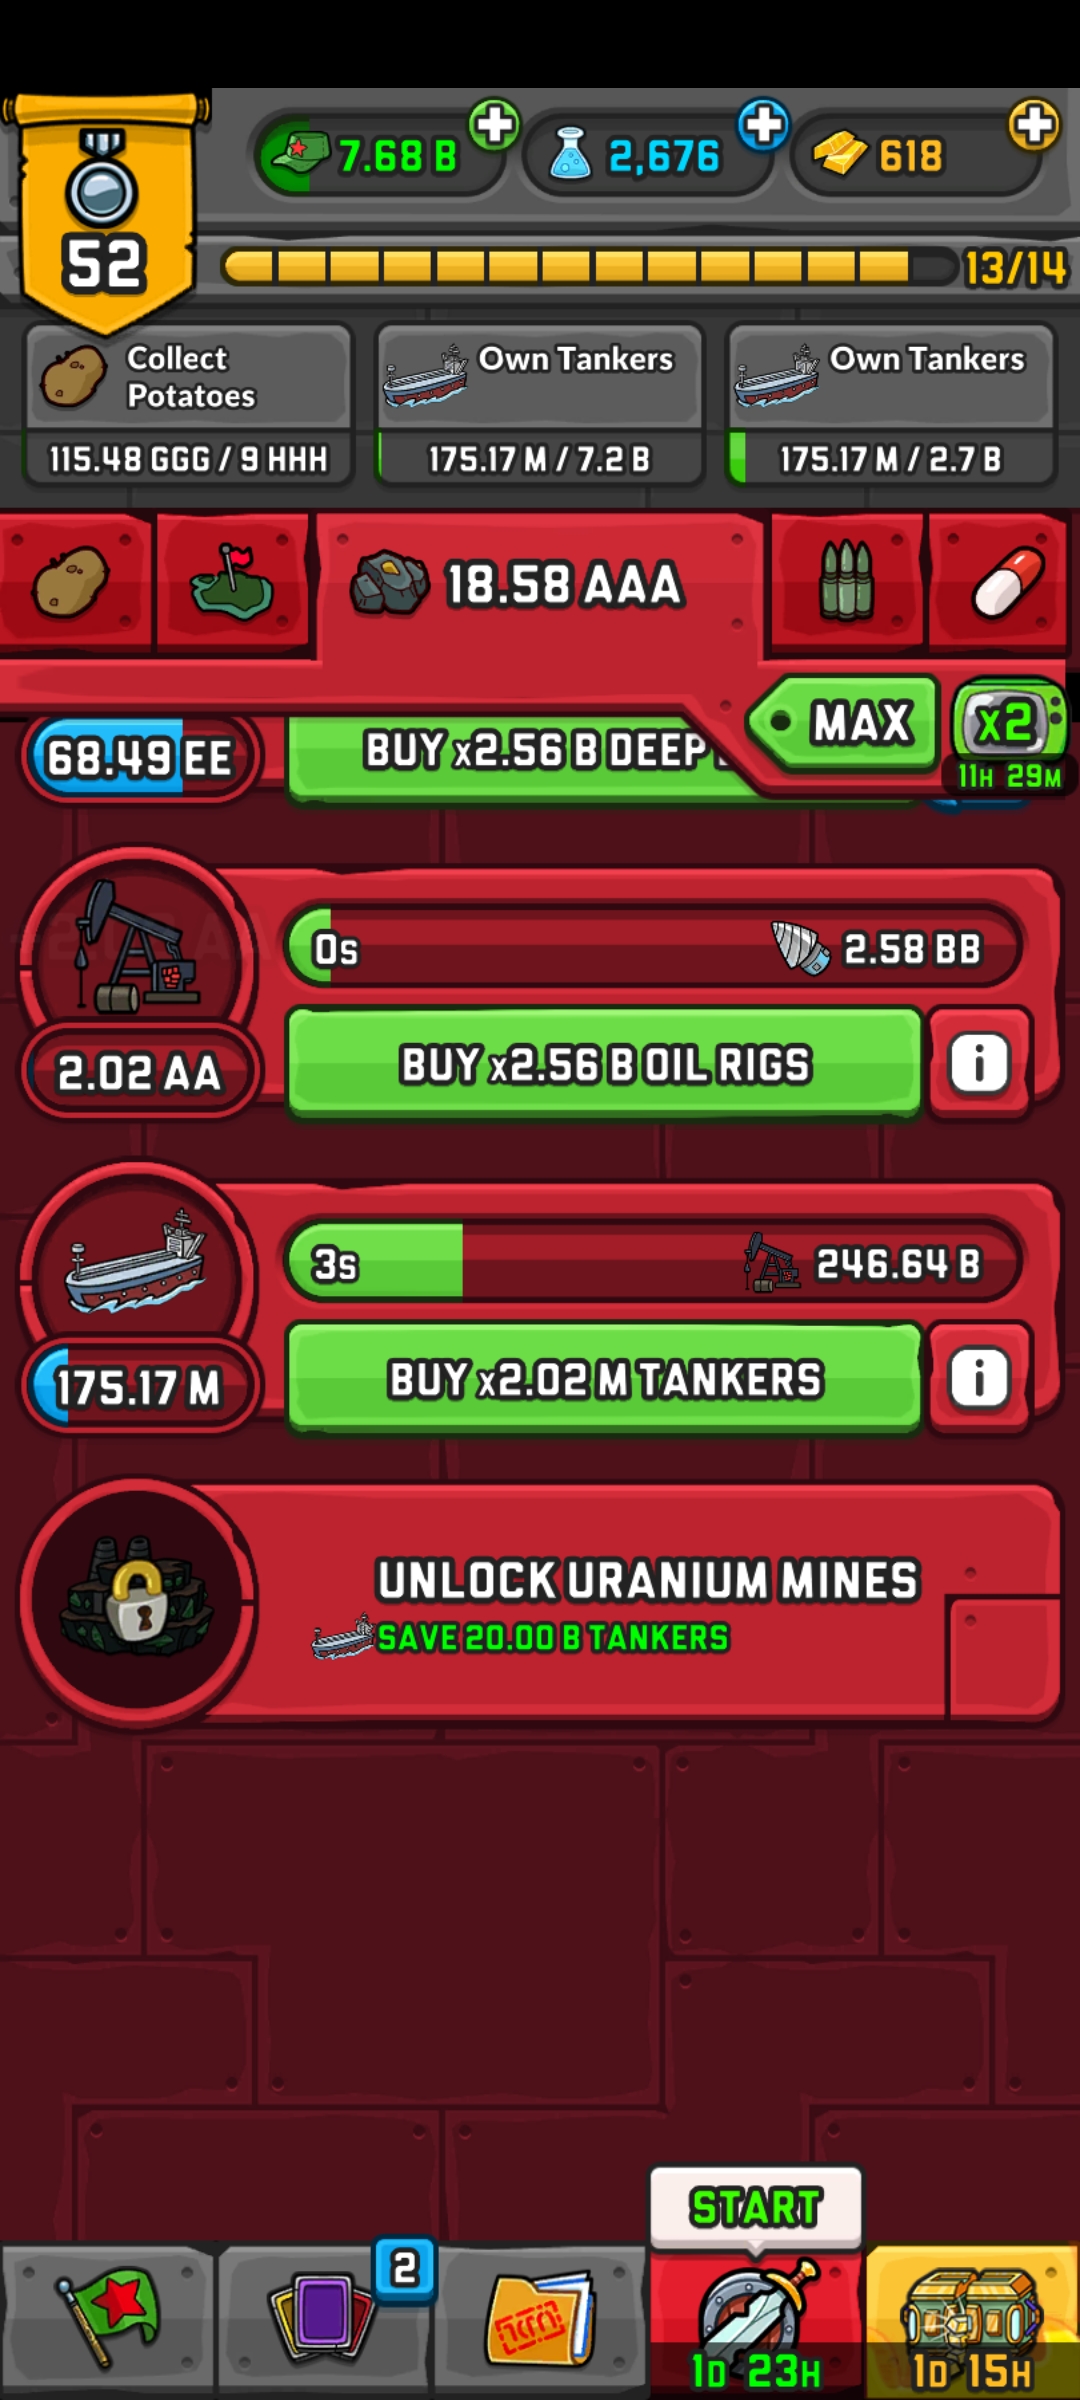 7.68 B
2,676
618
52
13/14
Collect
Potatoes
115.48 GGG / 9 HHH
Own Tankers
175.17 M / 7.2 B
Own Tankers
175.17 M / 2.7 B
18.58 AAA
MAX
x2
11H 29M
68.49 EE
BUY x2.56 B DEEP
0s
2.58 BB
2.02 AA
BUY x2.56 B OIL RIGS
i
3s
246.64 B
175.17 M
BUY x2.02 M TANKERS
i
UNLOCK URANIUM MINES
SAVE 20.00 B TANKERS
START
2
1D 23H
1D 15H